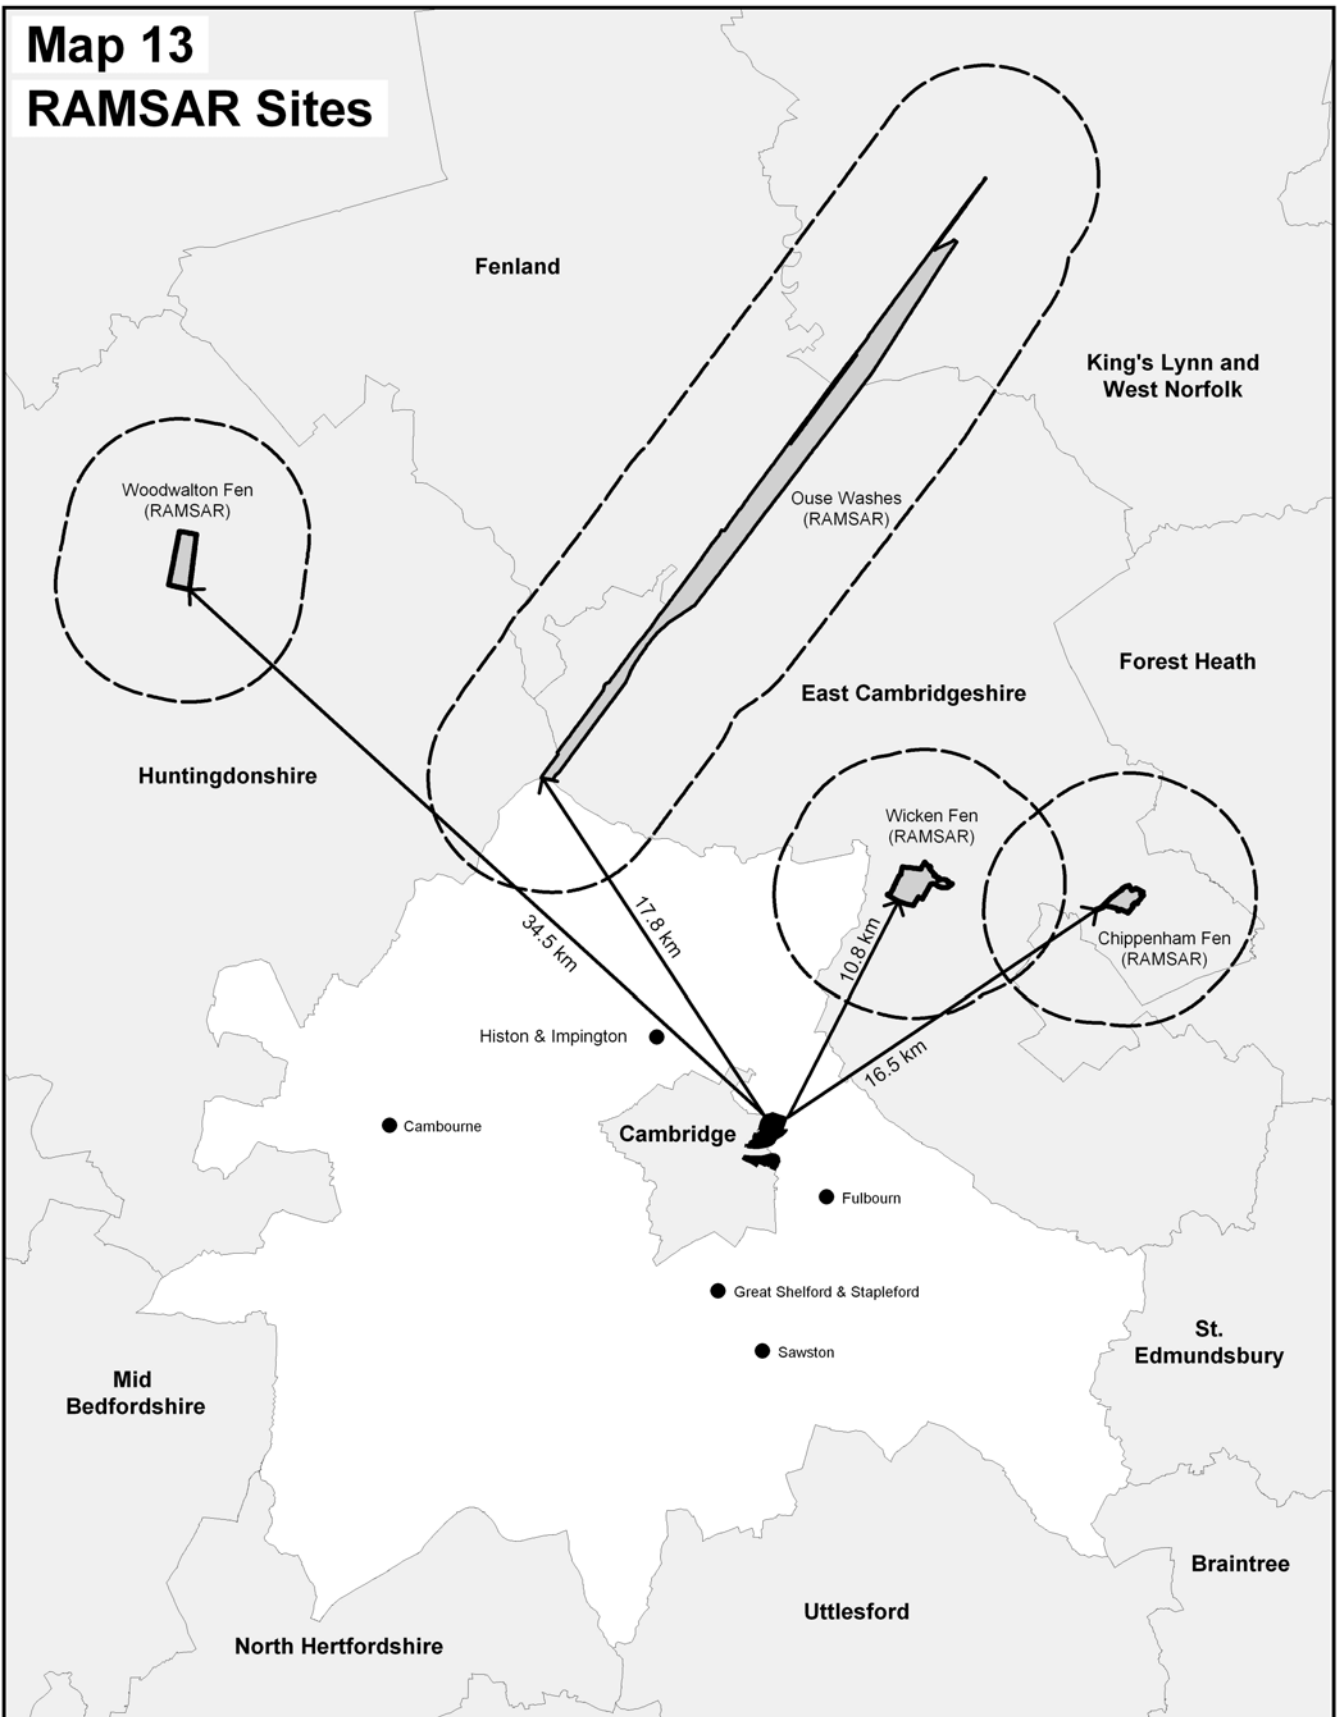 Map 13
RAMSAR Sites
Fenland
King's Lynn and
West Norfolk
Woodwalton Fen
(RAMSAR)
Ouse Washes
(RAMSAR)
Forest Heath
East Cambridgeshire
Huntingdonshire
Wicken Fen
(RAMSAR)
Chippenham Fen
(RAMSAR)
34.5 km
17.8 km
10.8 km
16.5 km
Histon & Impington
Cambourne
Cambridge
Fulbourn
Great Shelford & Stapleford
Sawston
St.
Edmundsbury
Mid
Bedfordshire
Braintree
Uttlesford
North Hertfordshire